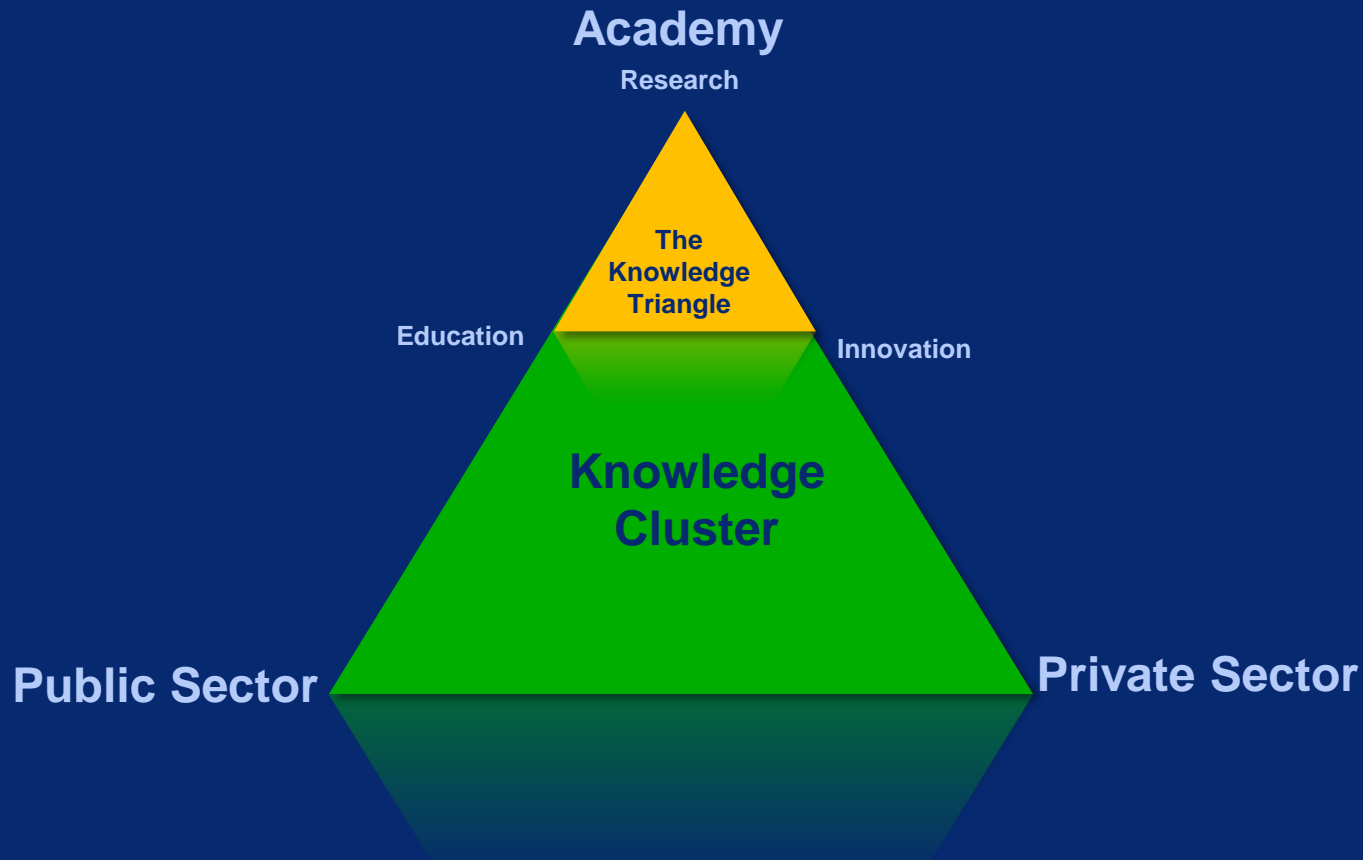 Academy
Research
The
Knowledge
Triangle
Education
Innovation
Knowledge
Cluster
Public Sector
Private Sector